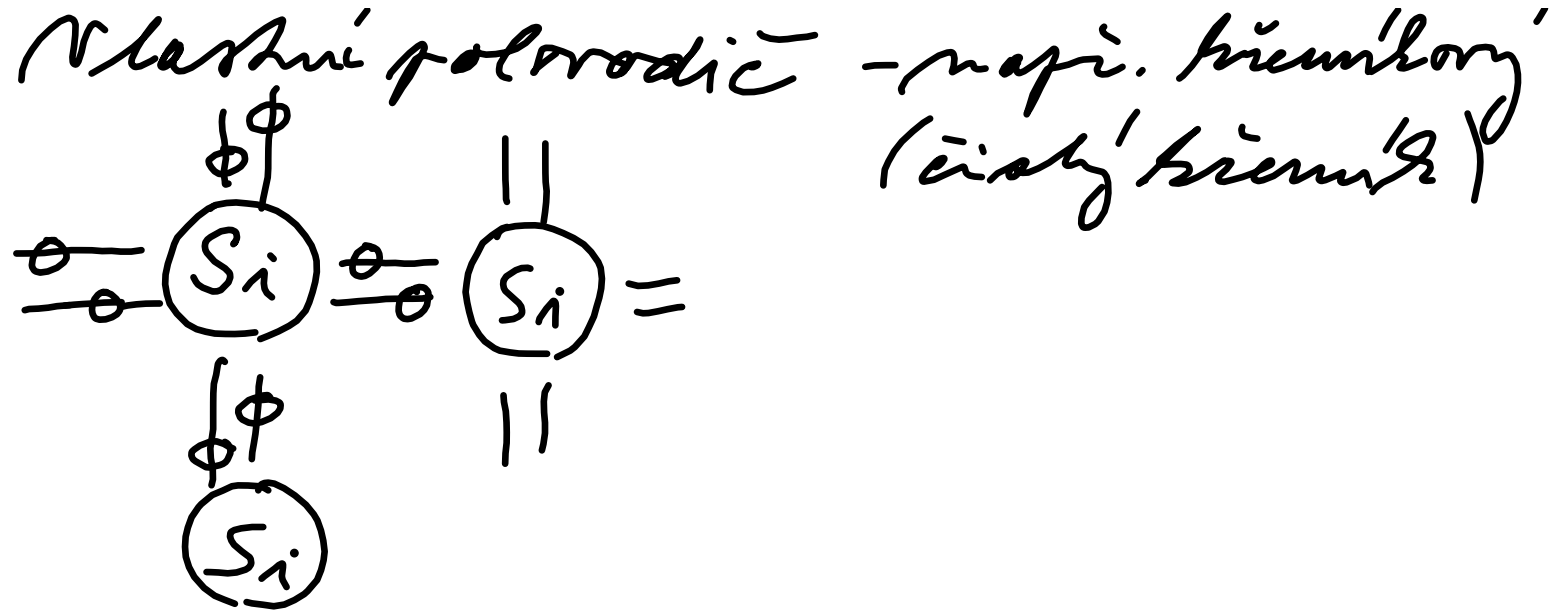 Vlastní polovodič - např. křemíkový
(čistý křemík)
Si
Si
Si